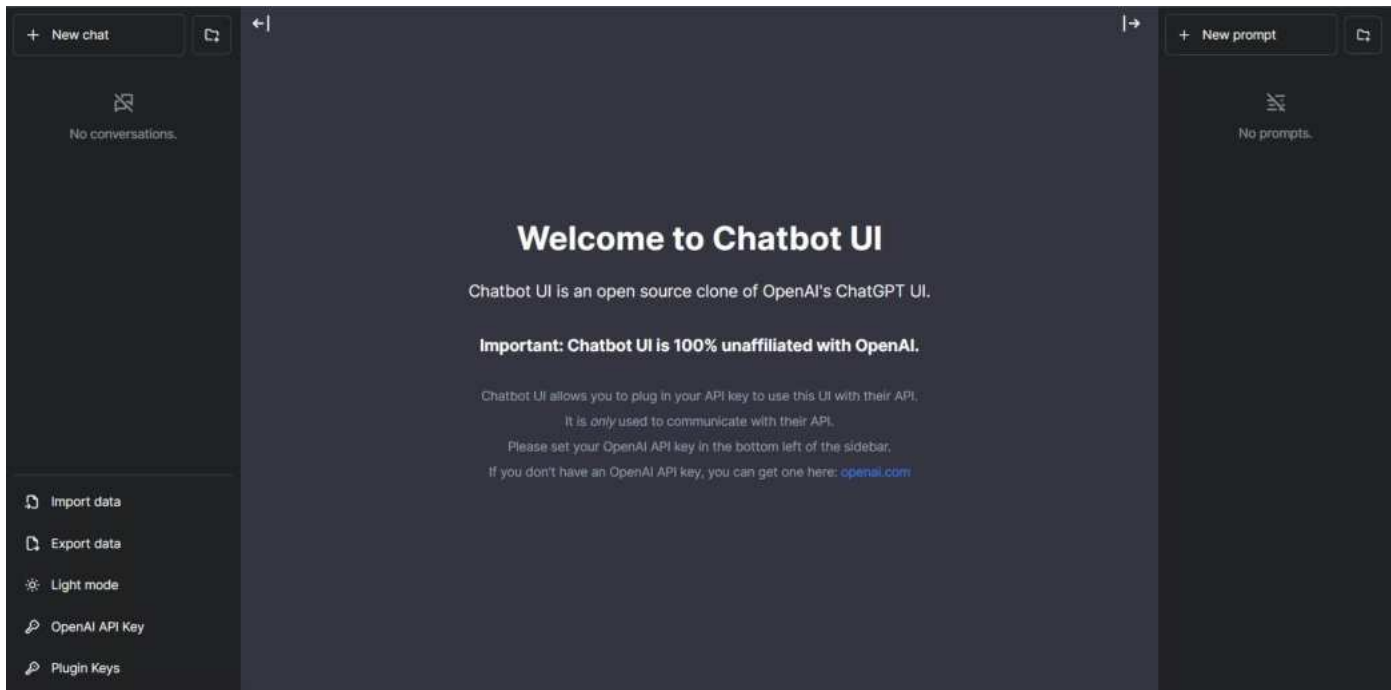 New chat
New prompt
No conversations.
No prompts.
Welcome to Chatbot UI
Chatbot UI is an open source clone of OpenAI's ChatGPT UI.
Important: Chatbot UI is 100% unaffiliated with OpenAI.
Chatbot UI allows you to plug in your API key to use this UI with their API.
It is only used to communicate with their API.
Please set your OpenAI API key in the bottom left of the sidebar.
If you don't have an OpenAI API key, you can get one here: openai.com
Import data
Export data
Light mode
OpenAI API Key
Plugin Keys